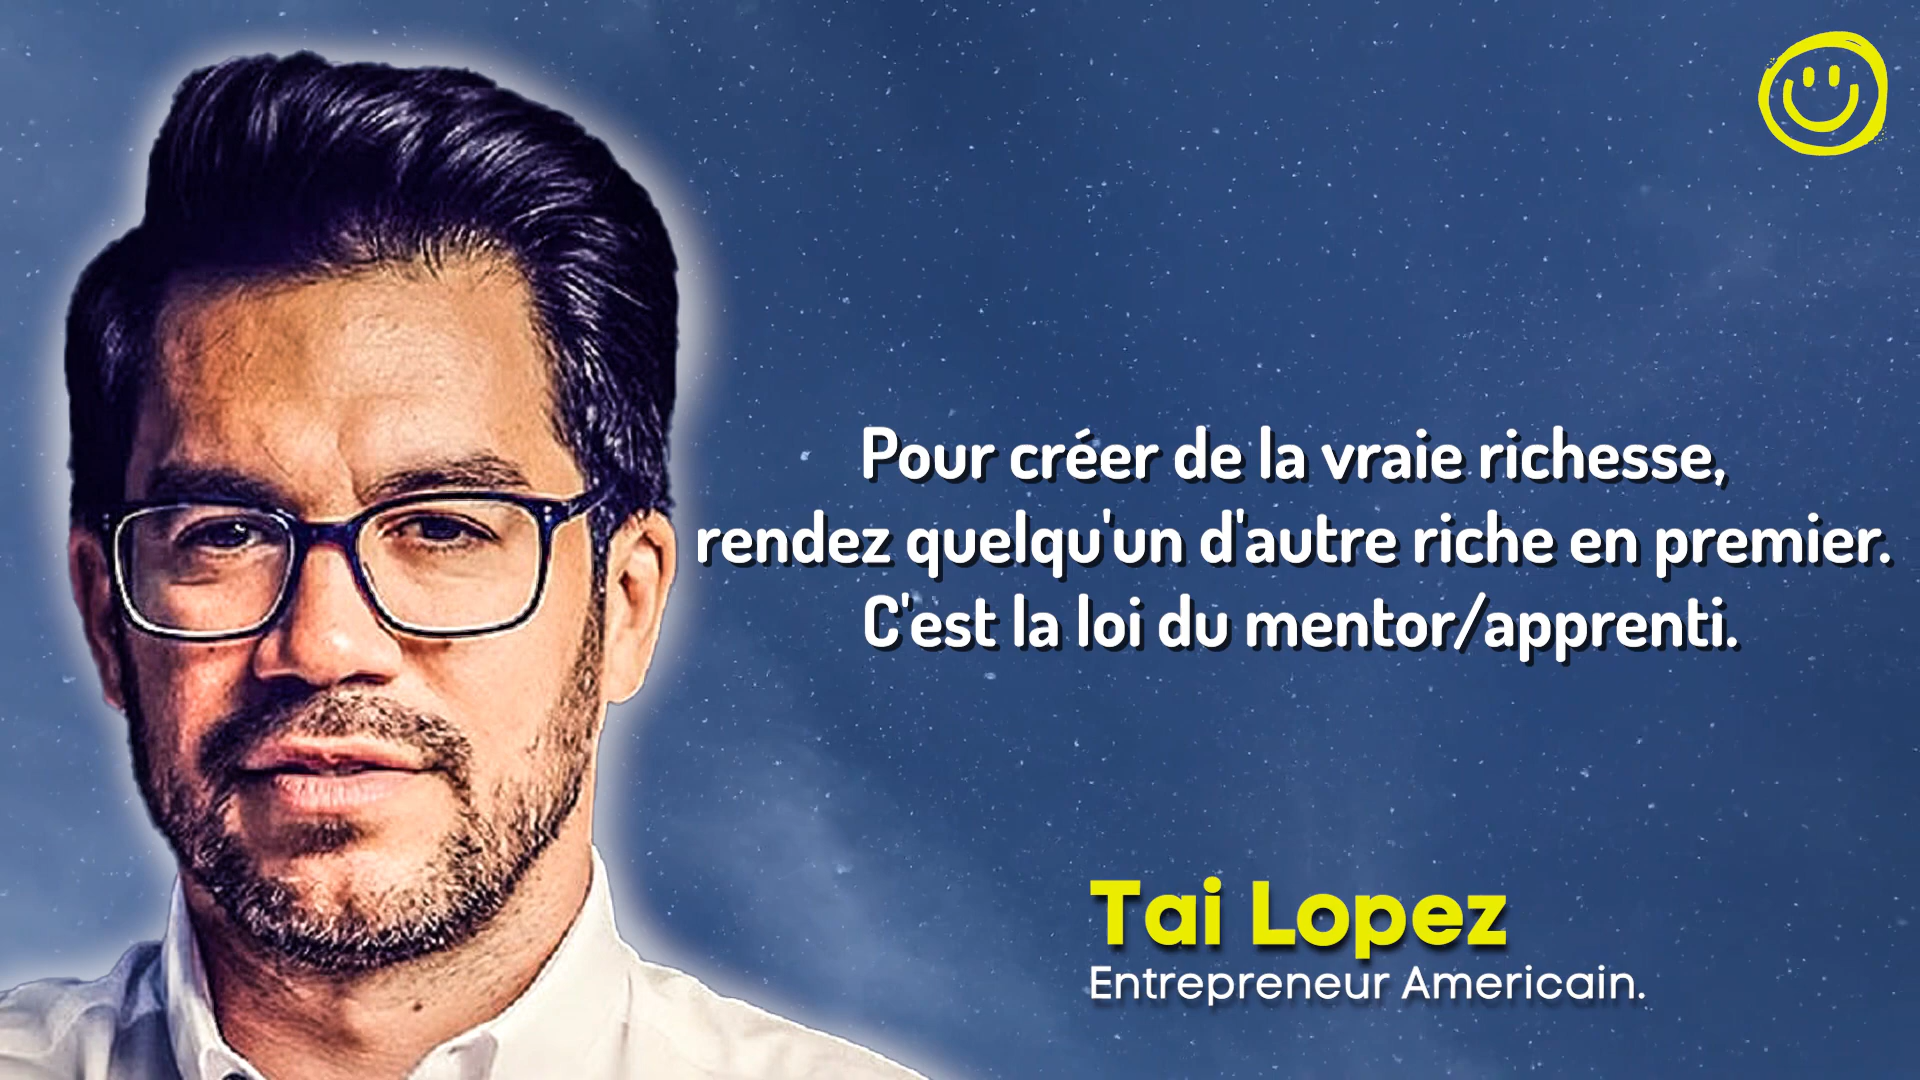 Pour créer de la vraie richesse,
rendez quelqu'un d'autre riche en premier.
C'est la loi du mentor/apprenti.
Tai Lopez
Entrepreneur Americain.